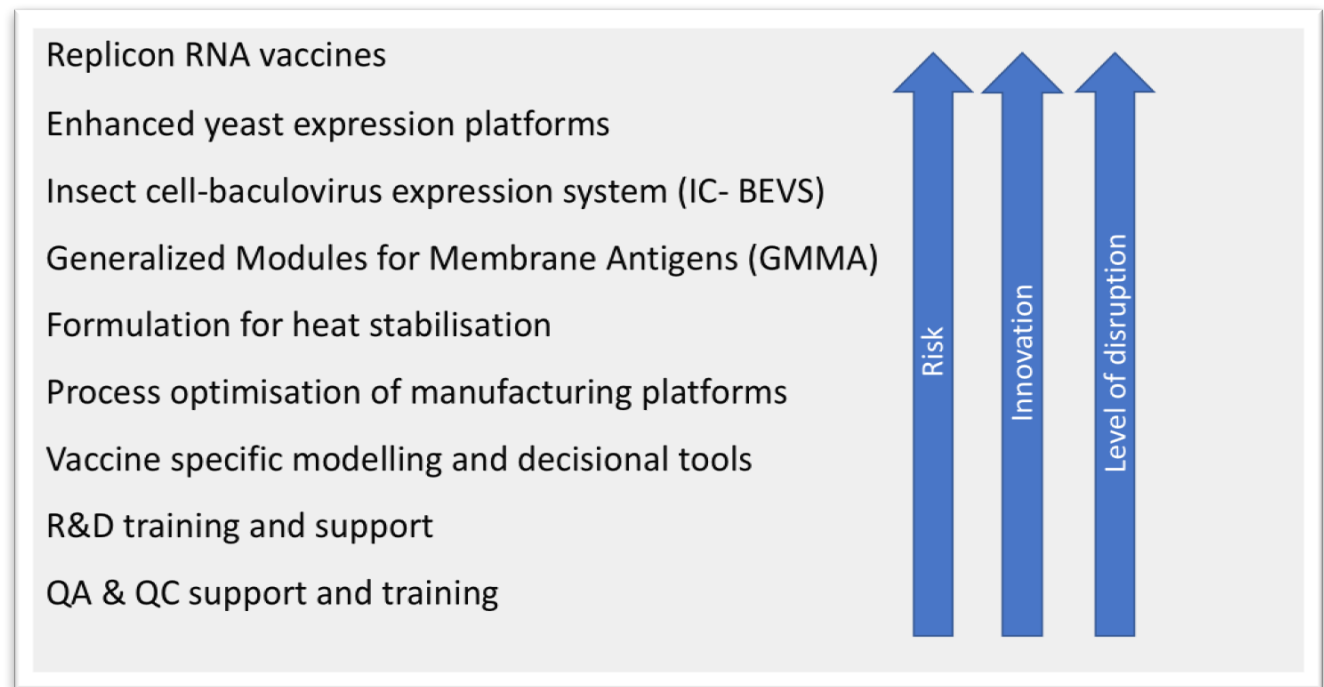 Replicon RNA vaccines
Enhanced yeast expression platforms
Insect cell-baculovirus expression system (IC- BEVS)
Generalized Modules for Membrane Antigens (GMMA)
Formulation for heat stabilisation
Process optimisation of manufacturing platforms
Vaccine specific modelling and decisional tools
R&D training and support
QA & QC support and training
Risk
Innovation
Level of disruption